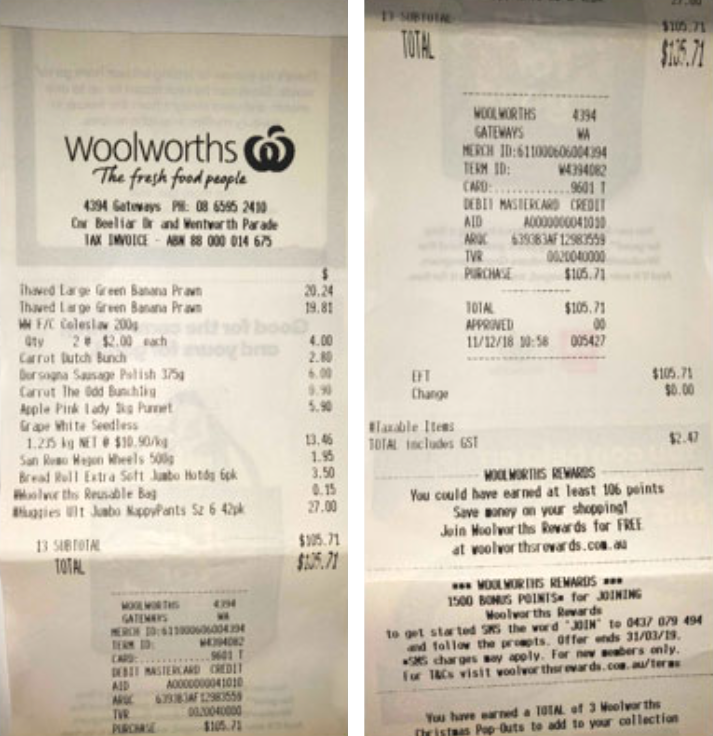 Woolworths
The fresh food people
4394 Gateways PH: 08 6595 2410
Cnr Beeliar Dr and Wentworth Parade
TAX INVOICE - ABN 88 000 014 675
$
Thawed Large Green Banana Prawn 20.24
Thawed Large Green Banana Prawn 19.81
WW F/C Coleslaw 200g
Qty 2 @ $2.00 each 4.00
Carrot Dutch Bunch 2.80
Dorsogna Sausage Polish 375g 6.00
Carrot The Odd Bunch1kg 0.90
Apple Pink Lady 1kg Punnet 5.90
Grape White Seedless
1.235 kg NET @ $10.90/kg 13.46
San Remo Wagon Wheels 500g 1.95
Bread Roll Extra Soft Jumbo Hotdg 6pk 3.50
#Woolworths Reusable Bag 0.15
#Huggies Ult Jumbo NappyPants Sz 6 42pk 27.00
13 SUBTOTAL $105.71
TOTAL $105.71
WOOLWORTHS 4394
GATEWAYS WA
MERCH ID:611000606004394
TERM ID: W4394082
CARD:..............9601 T
DEBIT MASTERCARD CREDIT
AID A0000000041010
ARQC 6393B3AF12983559
TVR 0020040000
PURCHASE $105.71
13 SUBTOTAL $105.71
TOTAL $105.71
WOOLWORTHS 4394
GATEWAYS WA
MERCH ID:611000606004394
TERM ID: W4394082
CARD:..............9601 T
DEBIT MASTERCARD CREDIT
AID A0000000041010
ARQC 6393B3AF12983559
TVR 0020040000
PURCHASE $105.71
TOTAL $105.71
APPROVED 00
11/12/18 10:58 005427
EFT $105.71
Change $0.00
#Taxable Items
TOTAL includes GST $2.47
WOOLWORTHS REWARDS
You could have earned at least 106 points
Save money on your shopping!
Join Woolworths Rewards for FREE
at woolworthsrewards.com.au
*** WOOLWORTHS REWARDS ***
1500 BONUS POINTS* for JOINING
Woolworths Rewards
to get started SMS the word 'JOIN' to 0437 079 494
and follow the prompts. Offer ends 31/03/19.
*SMS charges may apply. For new members only.
For T&Cs visit woolworthsrewards.com.au/terms
You have earned a TOTAL of 3 Woolworths
Christmas Pop-Outs to add to your collection